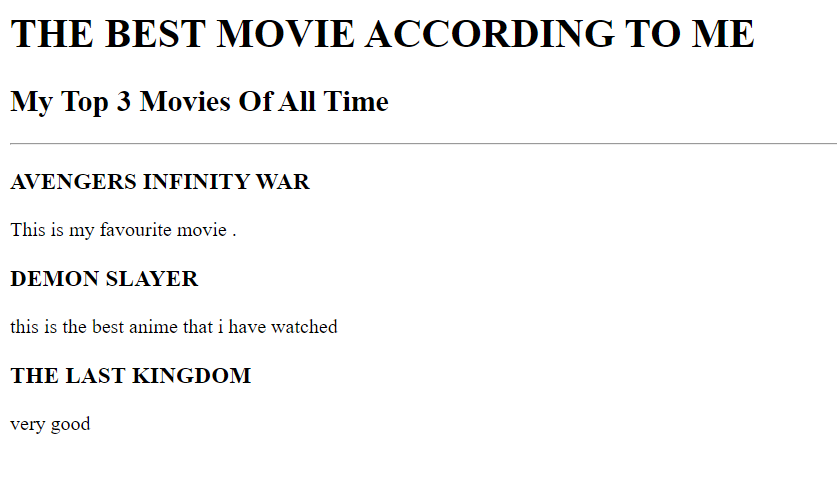 THE BEST MOVIE ACCORDING TO ME
My Top 3 Movies Of All Time
AVENGERS INFINITY WAR
This is my favourite movie .
DEMON SLAYER
this is the best anime that i have watched
THE LAST KINGDOM
very good